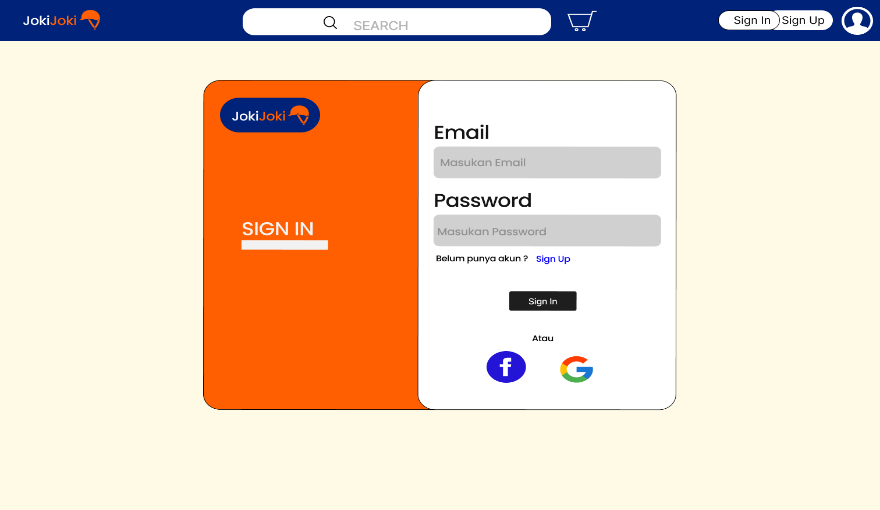 JokiJoki
SEARCH
Sign In
Sign Up
JokiJoki
SIGN IN
Email
Masukan Email
Password
Masukan Password
Belum punya akun ? Sign Up
Sign In
Atau